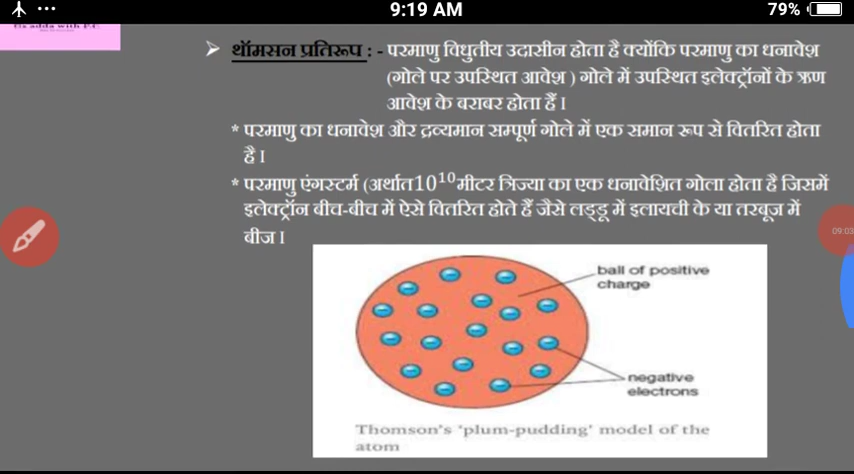 9:19 AM
79%
➢ थॉमसन प्रतिरूप : - परमाणु विधुतीय उदासीन होता है क्योंकि परमाणु का धनावेश
(गोले पर उपस्थित आवेश ) गोले में उपस्थित इलेक्ट्रॉनों के ऋण
आवेश के बराबर होता हैं।
* परमाणु का धनावेश और द्रव्यमान सम्पूर्ण गोले में एक समान रूप से वितरित होता
है।
* परमाणु एंगस्टर्म (अर्थात10¹⁰मीटर त्रिज्या का एक धनावेशित गोला होता है जिसमें
इलेक्ट्रॉन बीच-बीच में ऐसे वितरित होते हैं जैसे लड्डू में इलायची के या तरबूज में
बीज।
09:03
ball of positive
charge
negative
electrons
Thomson's 'plum-pudding' model of the
atom